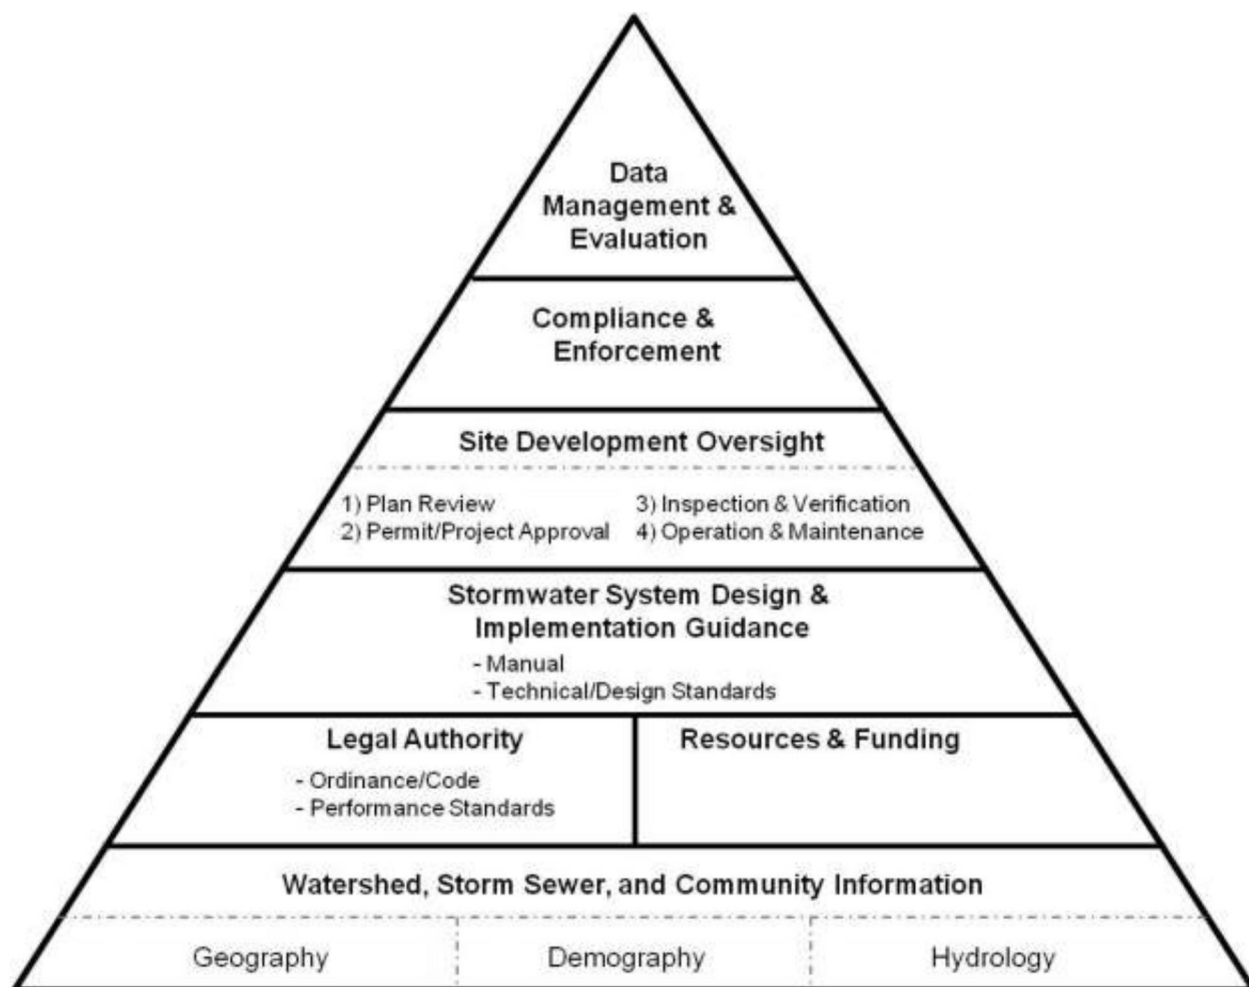 Data
Management &
Evaluation
Compliance &
Enforcement
Site Development Oversight
1) Plan Review
2) Permit/Project Approval
3) Inspection & Verification
4) Operation & Maintenance
Stormwater System Design &
Implementation Guidance
- Manual
- Technical/Design Standards
Legal Authority
- Ordinance/Code
- Performance Standards
Resources & Funding
Watershed, Storm Sewer, and Community Information
Geography
Demography
Hydrology